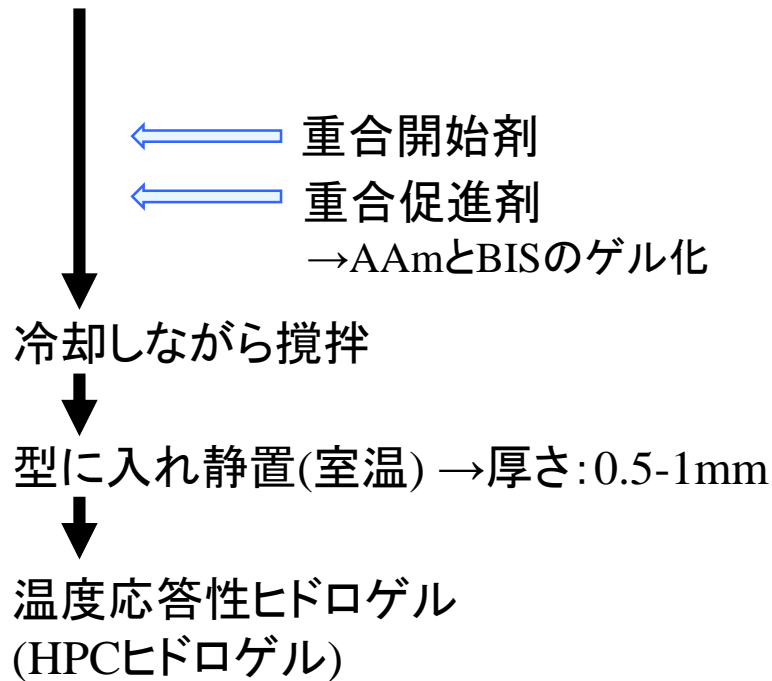 重合開始剤
重合促進剤
→AAmとBISのゲル化
冷却しながら撹拌
型に入れ静置(室温) →厚さ:0.5-1mm
温度応答性ヒドロゲル
(HPCヒドロゲル)